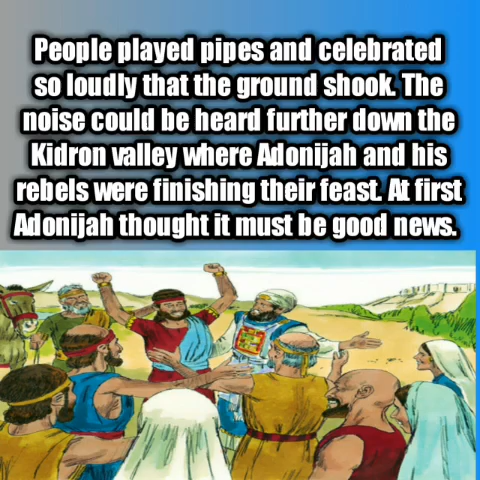 People played pipes and celebrated
so loudly that the ground shook. The
noise could be heard further down the
Kidron valley where Adonijah and his
rebels were finishing their feast. At first
Adonijah thought it must be good news.